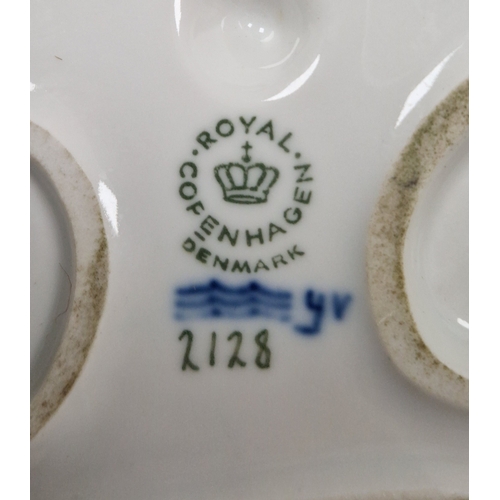 ROYAL
COPENHAGEN
DENMARK
yv
2128